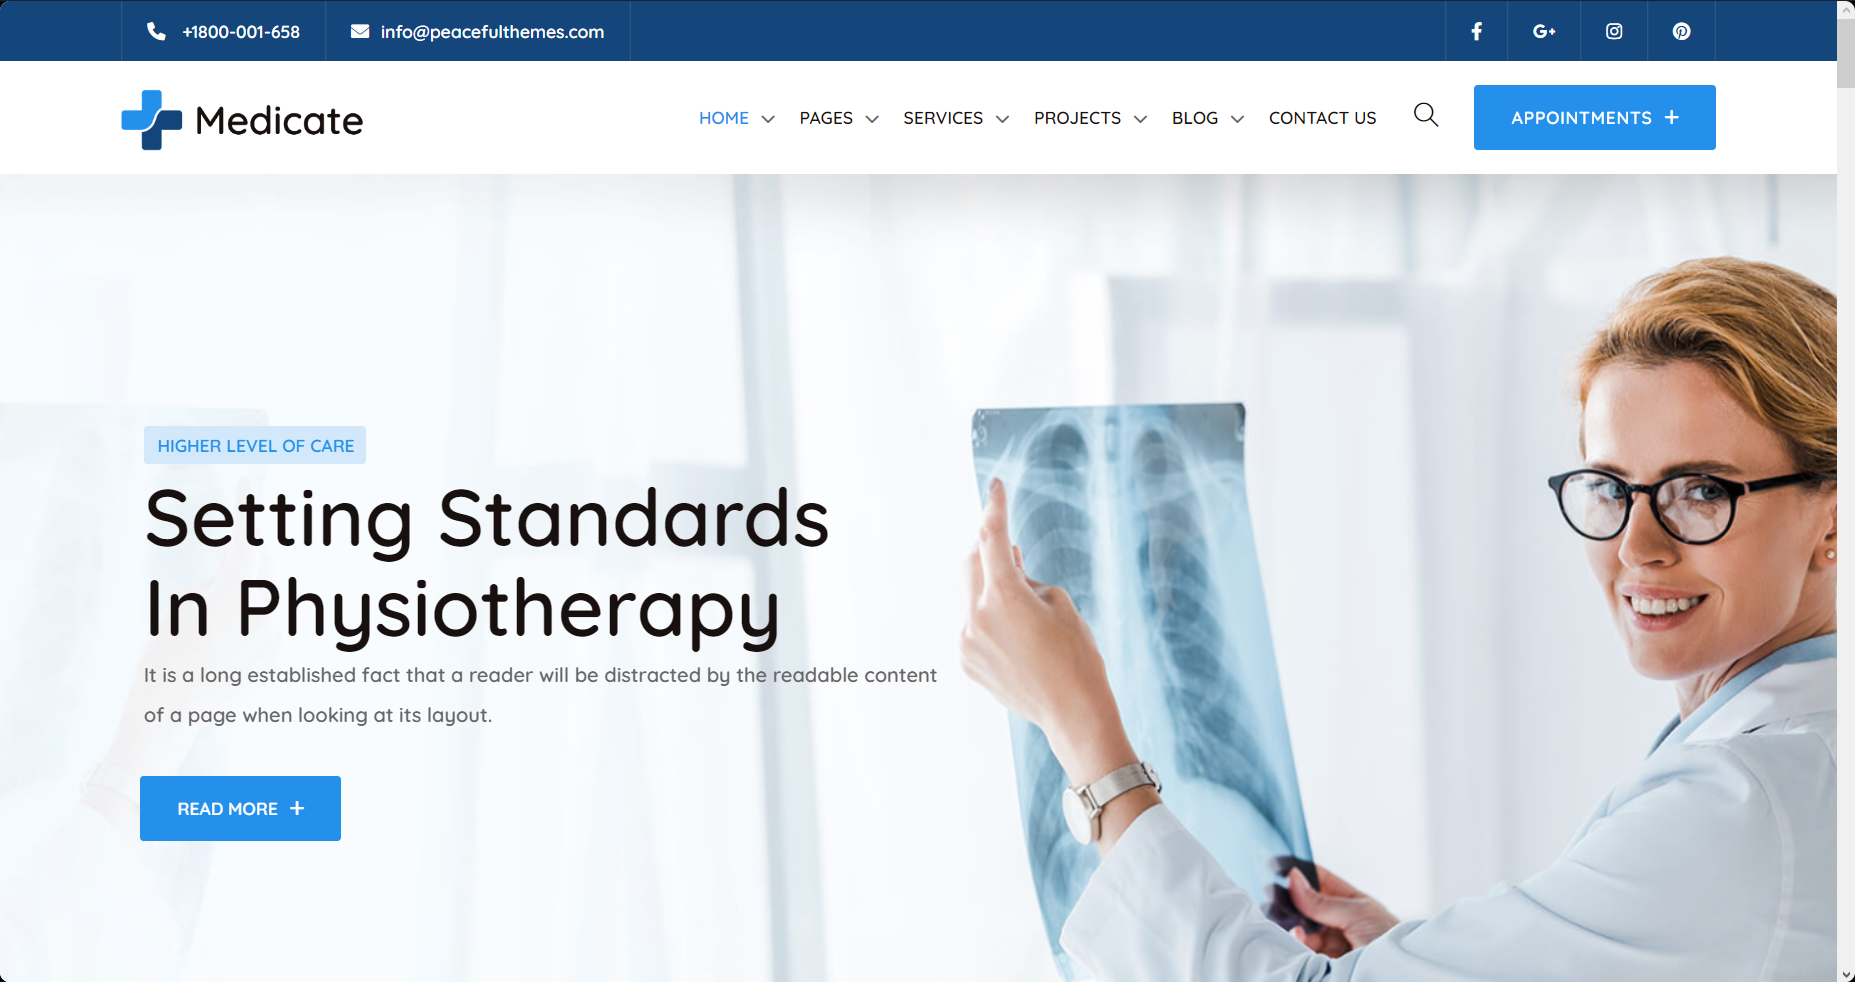 +1800-001-658
info@peacefulthemes.com
Medicate
HOME PAGES SERVICES PROJECTS BLOG CONTACT US
APPOINTMENTS +
HIGHER LEVEL OF CARE
Setting Standards
In Physiotherapy
It is a long established fact that a reader will be distracted by the readable content
of a page when looking at its layout.
READ MORE +